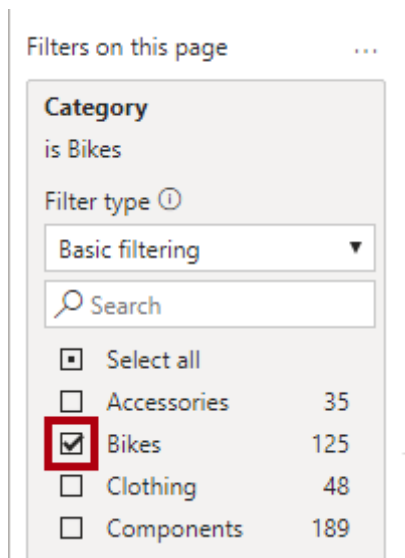 Filters on this page ...
Category
is Bikes
Filter type ⓘ
Basic filtering
Search
Select all
Accessories 35
Bikes 125
Clothing 48
Components 189